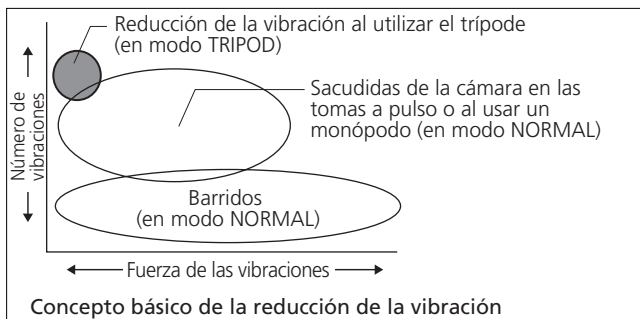 Reducción de la vibración al utilizar el trípode
(en modo TRIPOD)
Sacudidas de la cámara en las
tomas a pulso o al usar un
monópodo (en modo NORMAL)
Número de
vibraciones
Barridos
(en modo NORMAL)
Fuerza de las vibraciones
Concepto básico de la reducción de la vibración